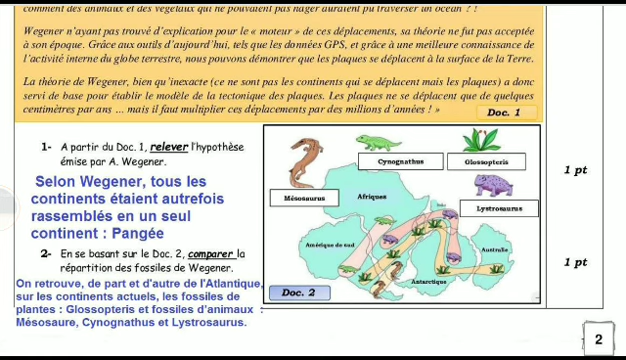 comment des animaux et des végétaux qui ne pouvaient pas nager auraient pu traverser un océan ? !
Wegener n'ayant pas trouvé d'explication pour le « moteur » de ces déplacements, sa théorie ne fut pas acceptée
à son époque. Grâce aux outils d'aujourd'hui, tels que les données GPS, et grâce à une meilleure connaissance de
l'activité interne du globe terrestre, nous pouvons démontrer que les plaques se déplacent à la surface de la Terre.
La théorie de Wegener, bien qu'inexacte (ce ne sont pas les continents qui se déplacent mais les plaques) a donc
servi de base pour établir le modèle de la tectonique des plaques. Les plaques ne se déplacent que de quelques
centimètres par ans ... mais il faut multiplier ces déplacements par des millions d'années ! »
Doc. 1
1- A partir du Doc. 1, relever l'hypothèse
émise par A. Wegener.
1 pt
Selon Wegener, tous les
continents étaient autrefois
rassemblés en un seul
continent : Pangée
2- En se basant sur le Doc. 2, comparer la
répartition des fossiles de Wegener.
1 pt
On retrouve, de part et d'autre de l'Atlantique,
sur les continents actuels, les fossiles de
plantes : Glossopteris et fossiles d'animaux :
Mésosaure, Cynognathus et Lystrosaurus.
Cynognathus
Glossopteris
Mésosaurus
Afrique
Lystrosaurus
Inde
Amérique de sud
Australie
Antarctique
Doc. 2
2